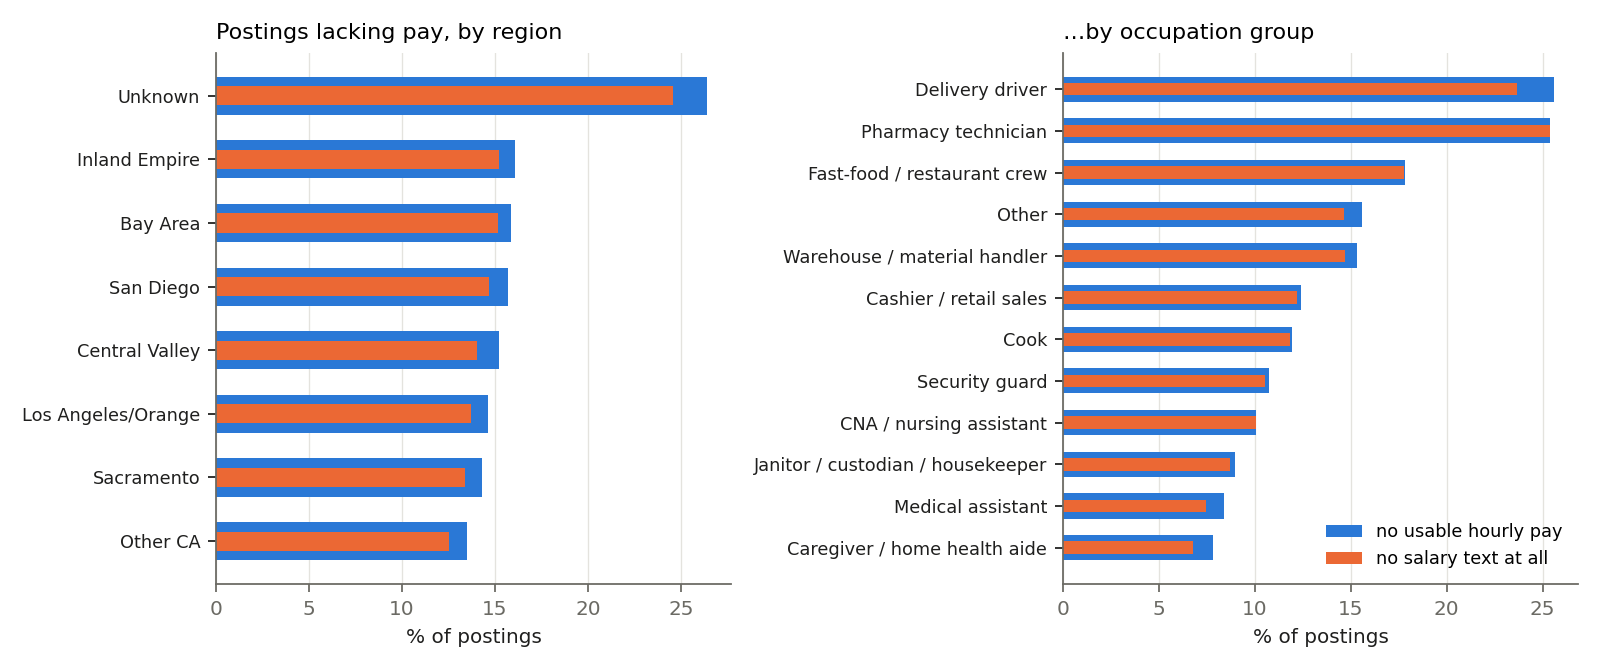 Postings lacking pay, by region
Unknown
Inland Empire
Bay Area
San Diego
Central Valley
Los Angeles/Orange
Sacramento
Other CA
0 5 10 15 20 25
% of postings
...by occupation group
Delivery driver
Pharmacy technician
Fast-food / restaurant crew
Other
Warehouse / material handler
Cashier / retail sales
Cook
Security guard
CNA / nursing assistant
Janitor / custodian / housekeeper
Medical assistant
Caregiver / home health aide
no usable hourly pay
no salary text at all
0 5 10 15 20 25
% of postings